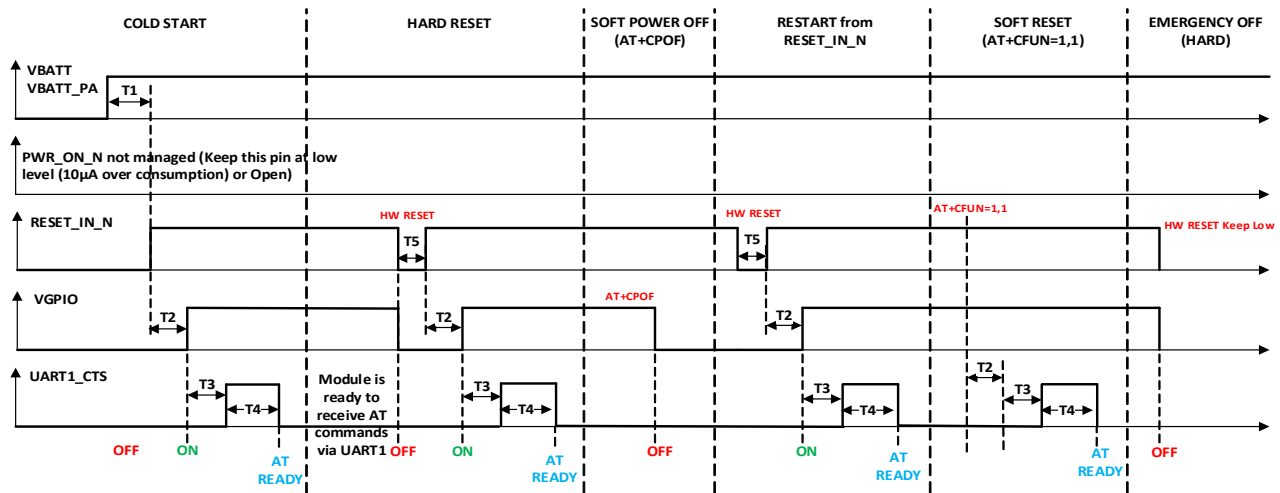 COLD START
HARD RESET
SOFT POWER OFF
(AT+CPOF)
RESTART from
RESET_IN_N
SOFT RESET
(AT+CFUN=1,1)
EMERGENCY OFF
(HARD)
VBATT
VBATT_PA
T1
PWR_ON_N not managed (Keep this pin at low
level (10µA over consumption) or Open)
RESET_IN_N
HW RESET
T5
HW RESET
T5
AT+CFUN=1,1
HW RESET Keep Low
VGPIO
T2
T2
AT+CPOF
T2
UART1_CTS
T3
T4
Module is
ready to
receive AT
commands
via UART1
T3
T4
T3
T4
T2
T3
T4
OFF
ON
AT
READY
OFF
ON
AT
READY
OFF
ON
AT
READY
AT
READY
OFF